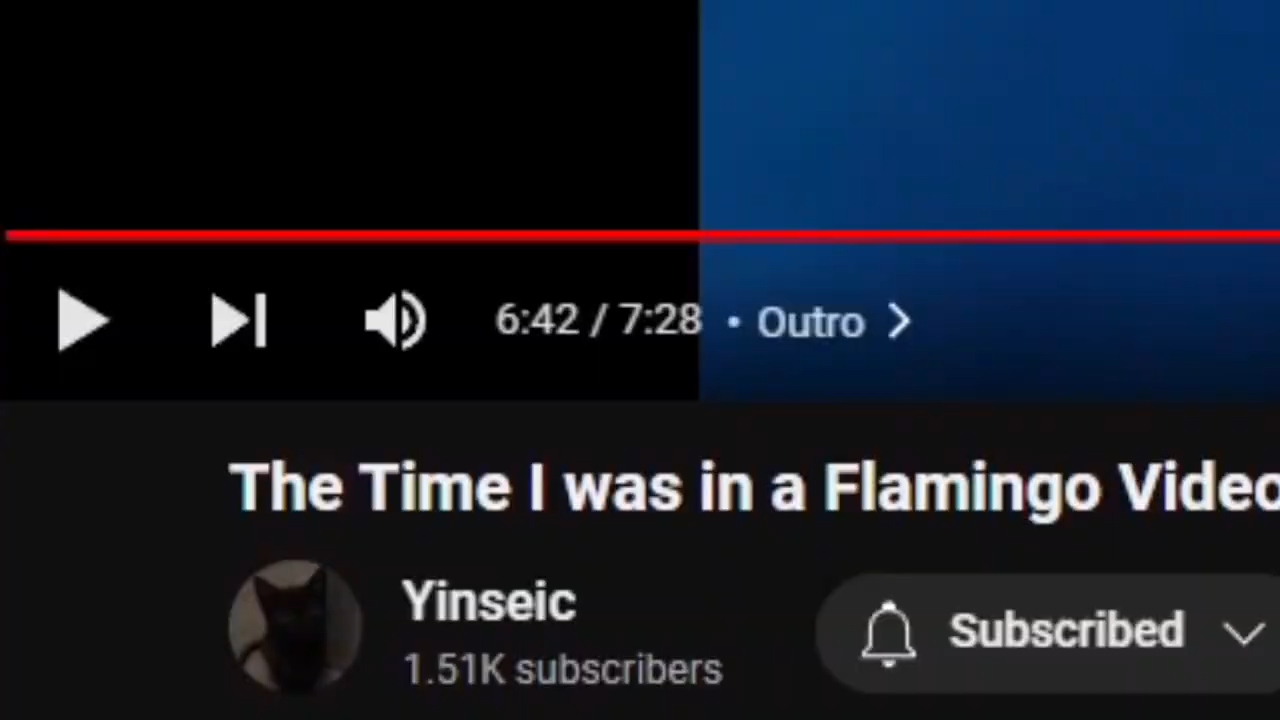 6:42 / 7:28 • Outro
The Time I was in a Flamingo Video
Yinseic
Subscribed
1.51K subscribers